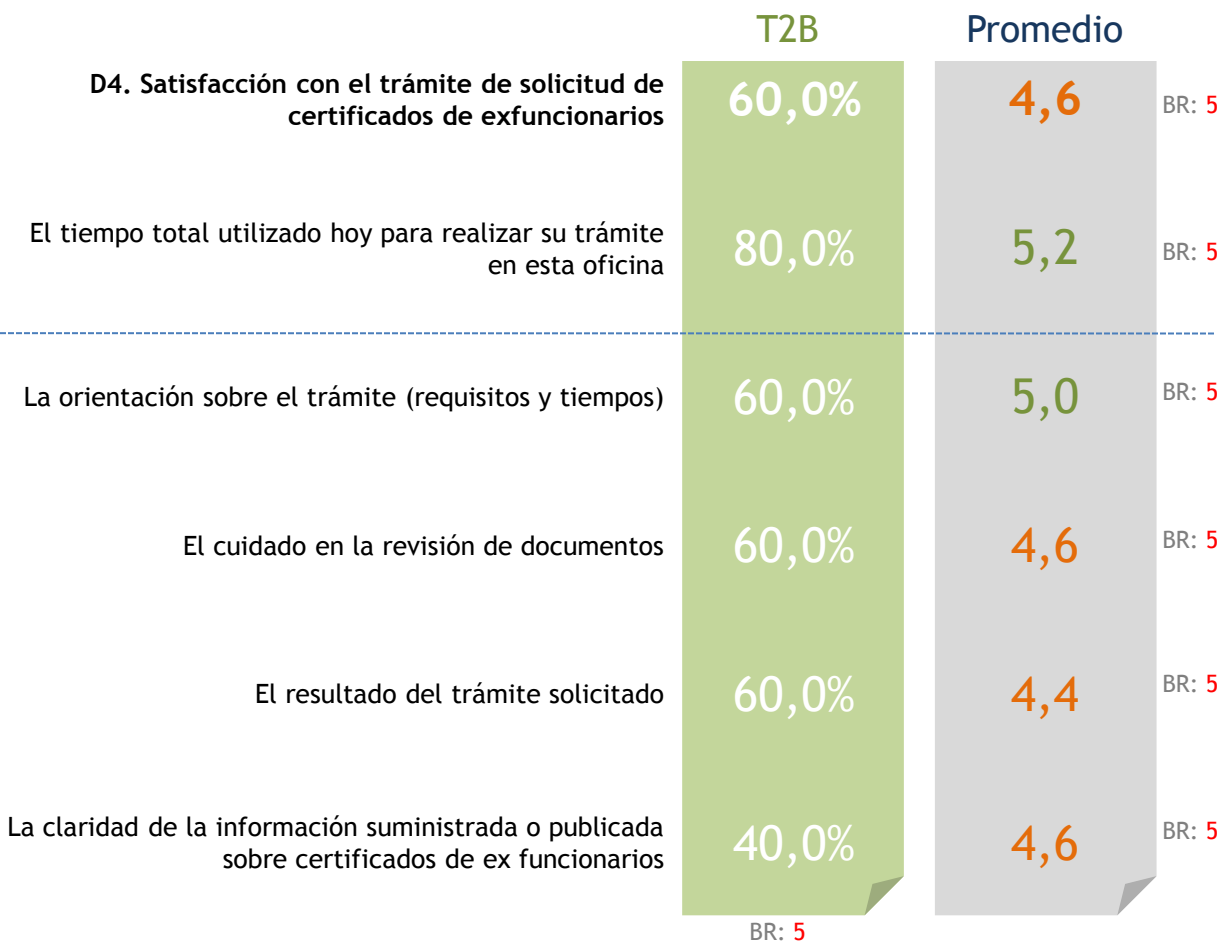 T2B Promedio
D4. Satisfacción con el trámite de solicitud de
certificados de exfuncionarios
60,0% 4,6 BR: 5
El tiempo total utilizado hoy para realizar su trámite
en esta oficina
80,0% 5,2 BR: 5
La orientación sobre el trámite (requisitos y tiempos) 60,0% 5,0 BR: 5
El cuidado en la revisión de documentos 60,0% 4,6 BR: 5
El resultado del trámite solicitado 60,0% 4,4 BR: 5
La claridad de la información suministrada o publicada
sobre certificados de ex funcionarios
40,0% 4,6 BR: 5
BR: 5